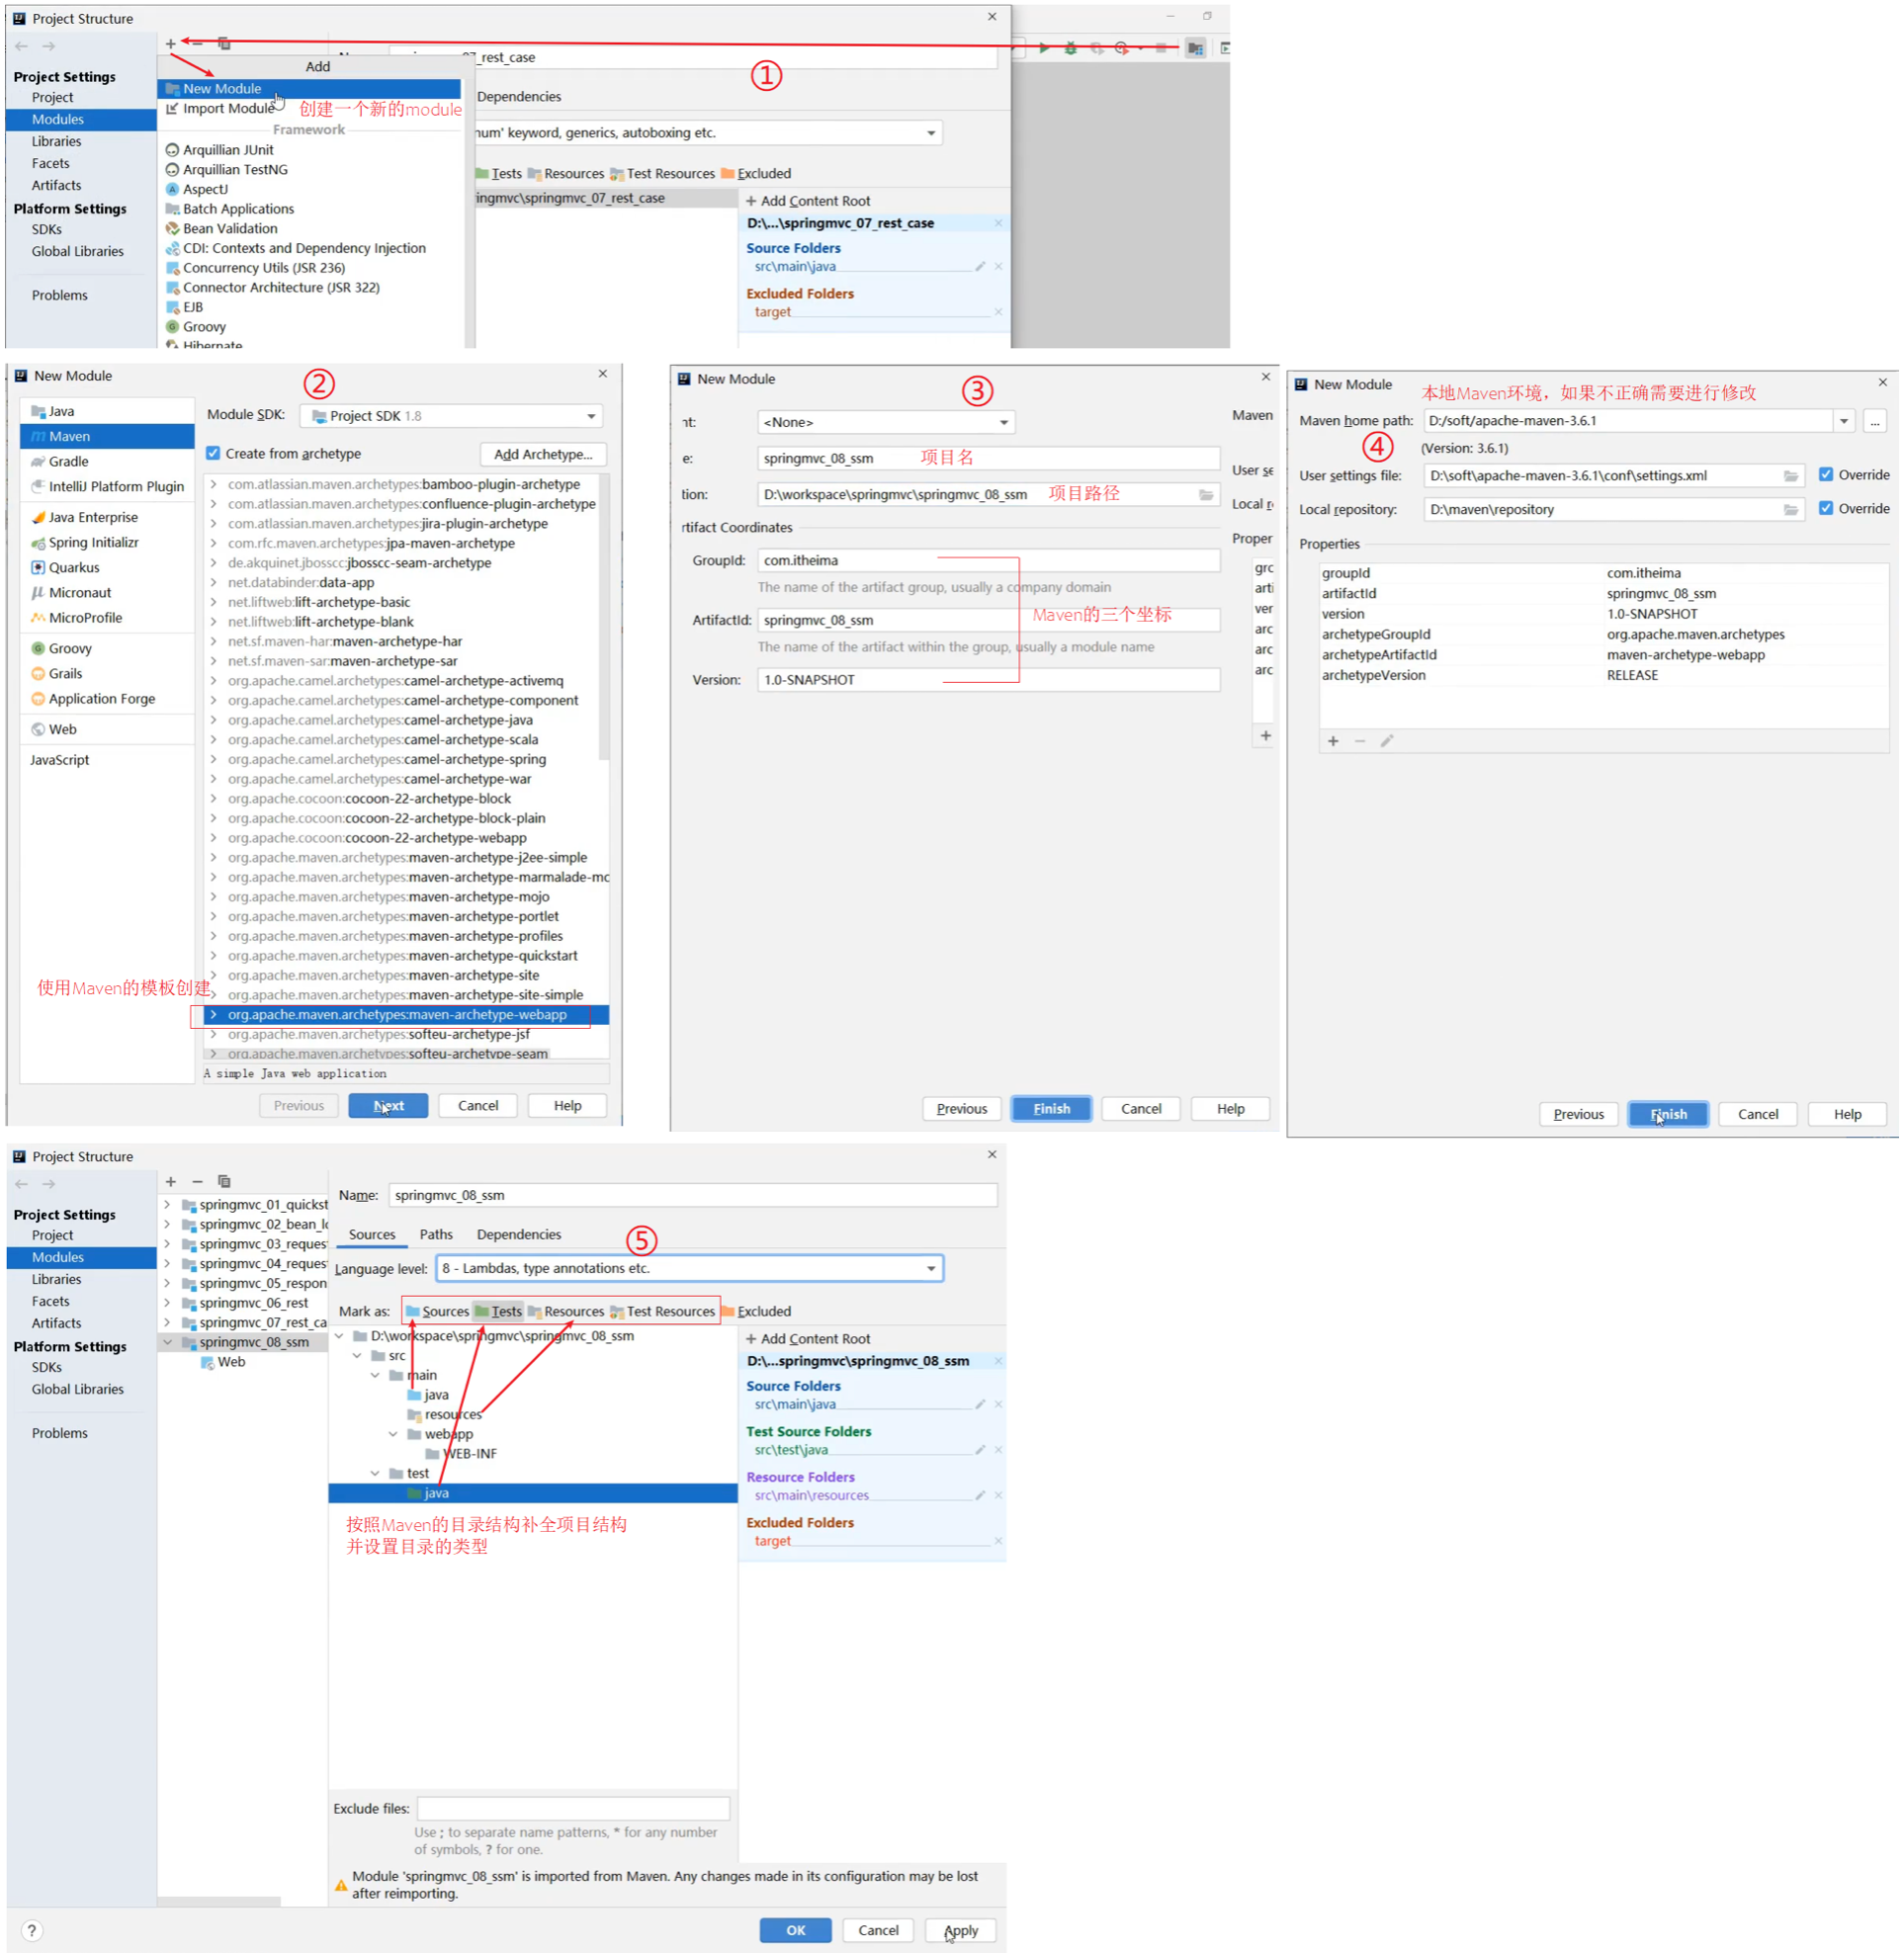 Project Structure
Project Settings
Project
Modules
Libraries
Facets
Artifacts
Platform Settings
SDKs
Global Libraries
Problems
Add
New Module
Import Module
创建一个新的module
Framework
Arquillian JUnit
Arquillian TestNG
AspectJ
Batch Applications
Bean Validation
CDI: Contexts and Dependency Injection
Concurrency Utils (JSR 236)
Connector Architecture (JSR 322)
EJB
Groovy
Hibernate
_rest_case
①
Dependencies
num' keyword, generics, autoboxing etc.
Tests Resources Test Resources Excluded
ingmvc\springmvc_07_rest_case
+ Add Content Root
D:\...\springmvc_07_rest_case
Source Folders
src\main\java
Excluded Folders
target
New Module
②
Java
Maven
Gradle
IntelliJ Platform Plugin
Java Enterprise
Spring Initializr
Quarkus
Micronaut
MicroProfile
Groovy
Grails
Application Forge
Web
JavaScript
Module SDK: Project SDK 1.8
Create from archetype Add Archetype...
com.atlassian.maven.archetypes:bamboo-plugin-archetype
com.atlassian.maven.archetypes:confluence-plugin-archetype
com.atlassian.maven.archetypes:jira-plugin-archetype
com.rfc.maven.archetypes:jpa-maven-archetype
de.akquinet.jbosscc:jbosscc-seam-archetype
net.databinder:data-app
net.liftweb:lift-archetype-basic
net.liftweb:lift-archetype-blank
net.sf.maven-har:maven-archetype-har
net.sf.maven-sar:maven-archetype-sar
org.apache.camel.archetypes:camel-archetype-activemq
org.apache.camel.archetypes:camel-archetype-component
org.apache.camel.archetypes:camel-archetype-java
org.apache.camel.archetypes:camel-archetype-scala
org.apache.camel.archetypes:camel-archetype-spring
org.apache.camel.archetypes:camel-archetype-war
org.apache.cocoon:cocoon-22-archetype-block
org.apache.cocoon:cocoon-22-archetype-block-plain
org.apache.cocoon:cocoon-22-archetype-webapp
org.apache.maven.archetypes:maven-archetype-j2ee-simple
org.apache.maven.archetypes:maven-archetype-marmalade-mo
org.apache.maven.archetypes:maven-archetype-mojo
org.apache.maven.archetypes:maven-archetype-portlet
org.apache.maven.archetypes:maven-archetype-profiles
org.apache.maven.archetypes:maven-archetype-quickstart
org.apache.maven.archetypes:maven-archetype-site
org.apache.maven.archetypes:maven-archetype-site-simple
使用Maven的模板创建
org.apache.maven.archetypes:maven-archetype-webapp
org.apache.maven.archetypes:softeu-archetype-jsf
org.apache.maven.archetypes:softeu-archetype-seam
A simple Java web application
Previous Next Cancel Help
New Module
③
nt: <None>
e: springmvc_08_ssm 项目名
tion: D:\workspace\springmvc\springmvc_08_ssm 项目路径
rtifact Coordinates
GroupId: com.itheima
The name of the artifact group, usually a company domain
ArtifactId: springmvc_08_ssm
Maven的三个坐标
The name of the artifact within the group, usually a module name
Version: 1.0-SNAPSHOT
Maven
User se
Local r
Proper
grc
arti
ver
arc
arc
arc
Previous Finish Cancel Help
New Module
本地Maven环境，如果不正确需要进行修改
Maven home path: D:/soft/apache-maven-3.6.1 ...
④ (Version: 3.6.1)
User settings file: D:\soft\apache-maven-3.6.1\conf\settings.xml Override
Local repository: D:\maven\repository Override
Properties
groupId com.itheima
artifactId springmvc_08_ssm
version 1.0-SNAPSHOT
archetypeGroupId org.apache.maven.archetypes
archetypeArtifactId maven-archetype-webapp
archetypeVersion RELEASE
Previous Finish Cancel Help
Project Structure
Project Settings
Project
Modules
Libraries
Facets
Artifacts
Platform Settings
SDKs
Global Libraries
Problems
springmvc_01_quickst
springmvc_02_bean_lo
springmvc_03_reques
springmvc_04_reques
springmvc_05_respon
springmvc_06_rest
springmvc_07_rest_ca
springmvc_08_ssm
Web
Name: springmvc_08_ssm
Sources Paths Dependencies
⑤
Language level: 8 - Lambdas, type annotations etc.
Mark as: Sources Tests Resources Test Resources Excluded
D:\workspace\springmvc\springmvc_08_ssm
src
main
java
resources
webapp
WEB-INF
test
java
按照Maven的目录结构补全项目结构
并设置目录的类型
+ Add Content Root
D:\...springmvc\springmvc_08_ssm
Source Folders
src\main\java
Test Source Folders
src\test\java
Resource Folders
src\main\resources
Excluded Folders
target
Exclude files:
Use ; to separate name patterns, * for any number
of symbols, ? for one.
Module 'springmvc_08_ssm' is imported from Maven. Any changes made in its configuration may be lost
after reimporting.
? OK Cancel Apply